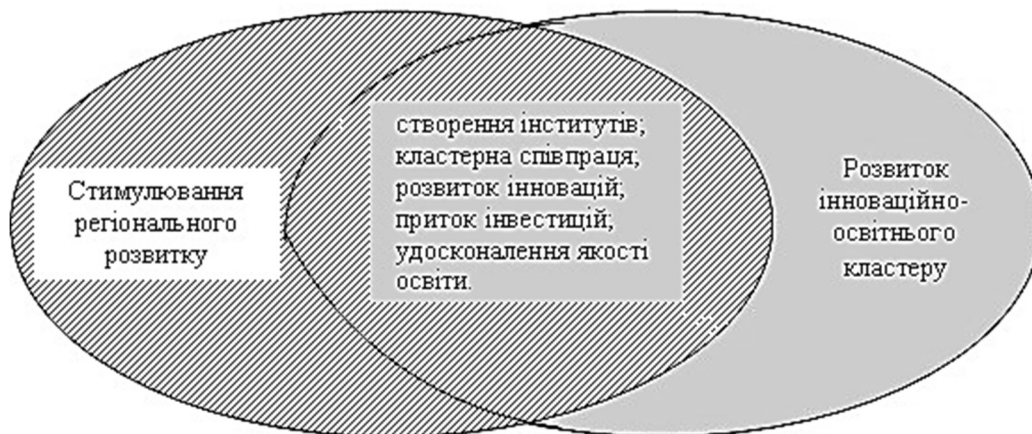 Стимулювання
регіонального
розвитку
створення інститутів;
кластерна співпраця;
розвиток інновацій;
приток інвестицій;
удосконалення якості
освіти.
Розвиток
інноваційно-
освітнього
кластеру